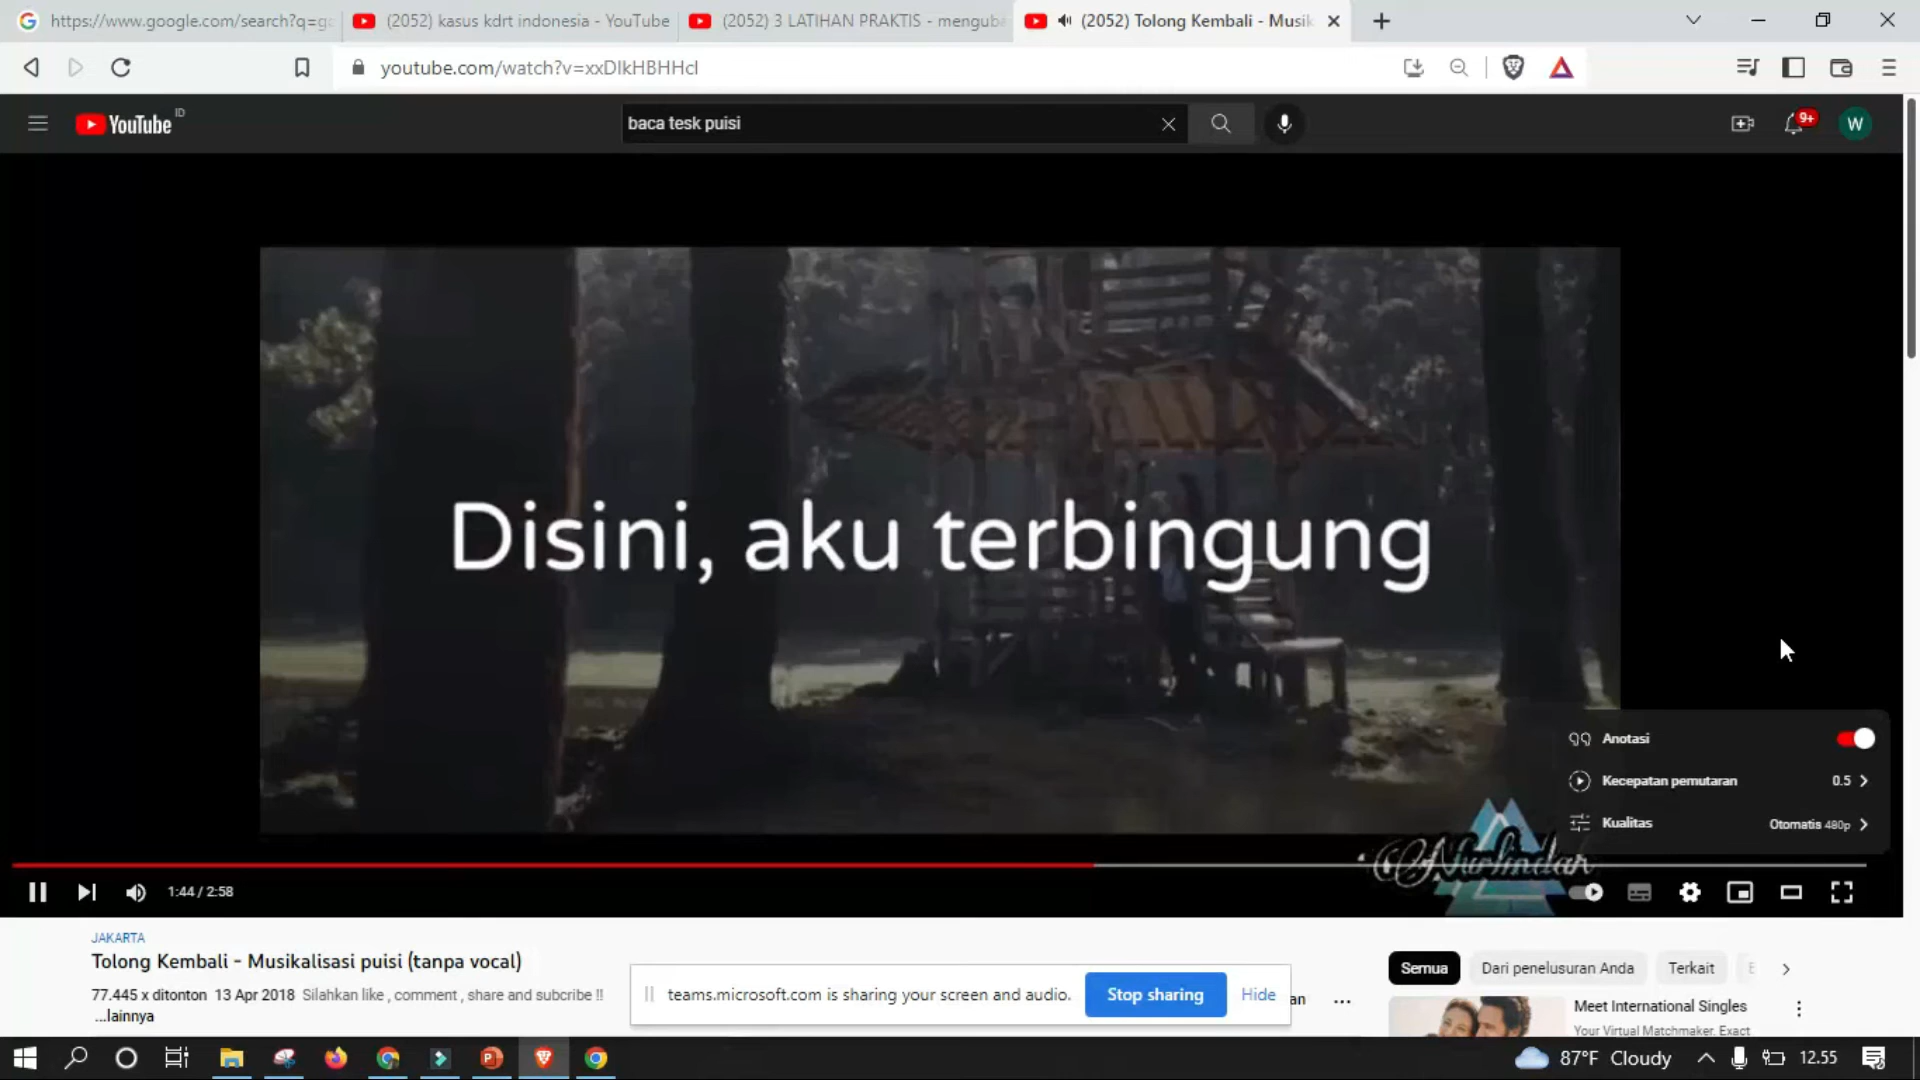 https://www.google.com/search?q=g
(2052) kasus kdrt indonesia - YouTube
(2052) 3 LATIHAN PRAKTIS - menguba
(2052) Tolong Kembali - Musik
youtube.com/watch?v=xxDlkHBHHcI
YouTube ID
baca tesk puisi
9+
W
Disini, aku terbingung
Anotasi
Kecepatan pemutaran 0.5
Kualitas Otomatis 480p
Nurlindah
1:44 / 2:58
JAKARTA
Tolong Kembali - Musikalisasi puisi (tanpa vocal)
77.445 x ditonton 13 Apr 2018 Silahkan like , comment , share and subcribe !!
...lainnya
teams.microsoft.com is sharing your screen and audio. Stop sharing Hide
an
Semua Dari penelusuran Anda Terkait
Meet International Singles
Your Virtual Matchmaker. Exact
87°F Cloudy 12.55